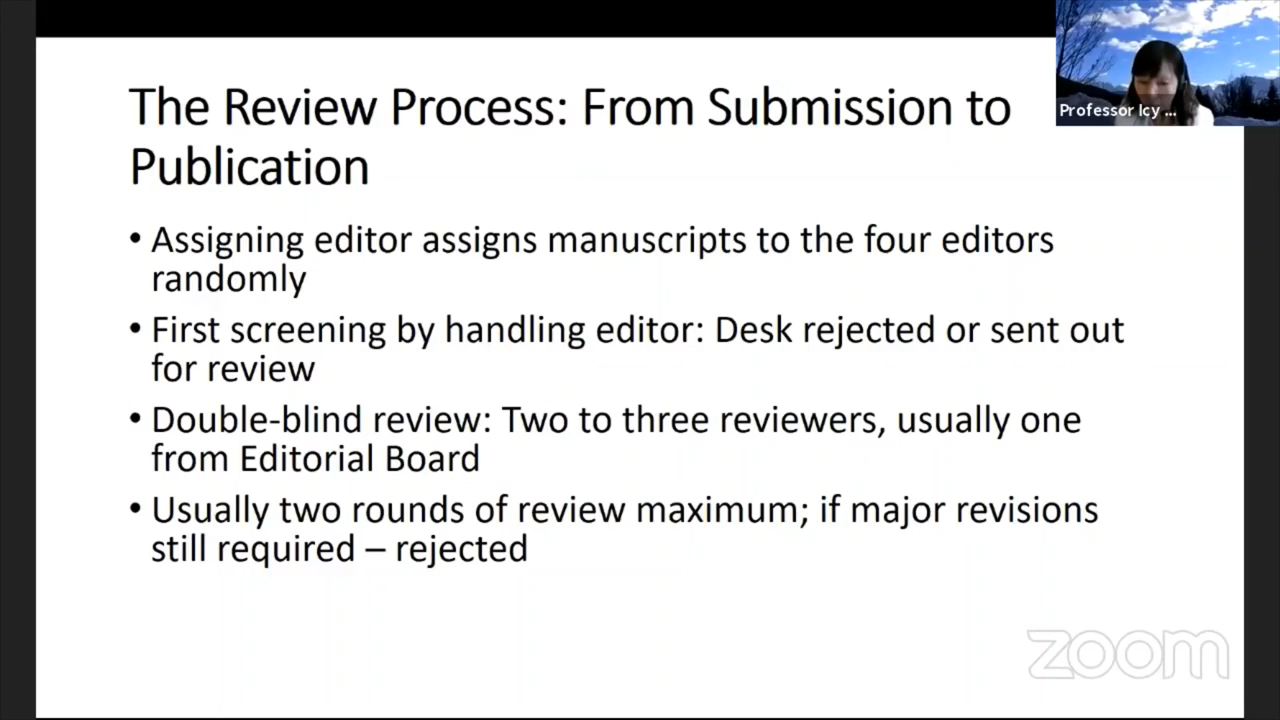 The Review Process: From Submission to
Publication
Professor Icy ...
• Assigning editor assigns manuscripts to the four editors
randomly
• First screening by handling editor: Desk rejected or sent out
for review
• Double-blind review: Two to three reviewers, usually one
from Editorial Board
• Usually two rounds of review maximum; if major revisions
still required – rejected
zoom